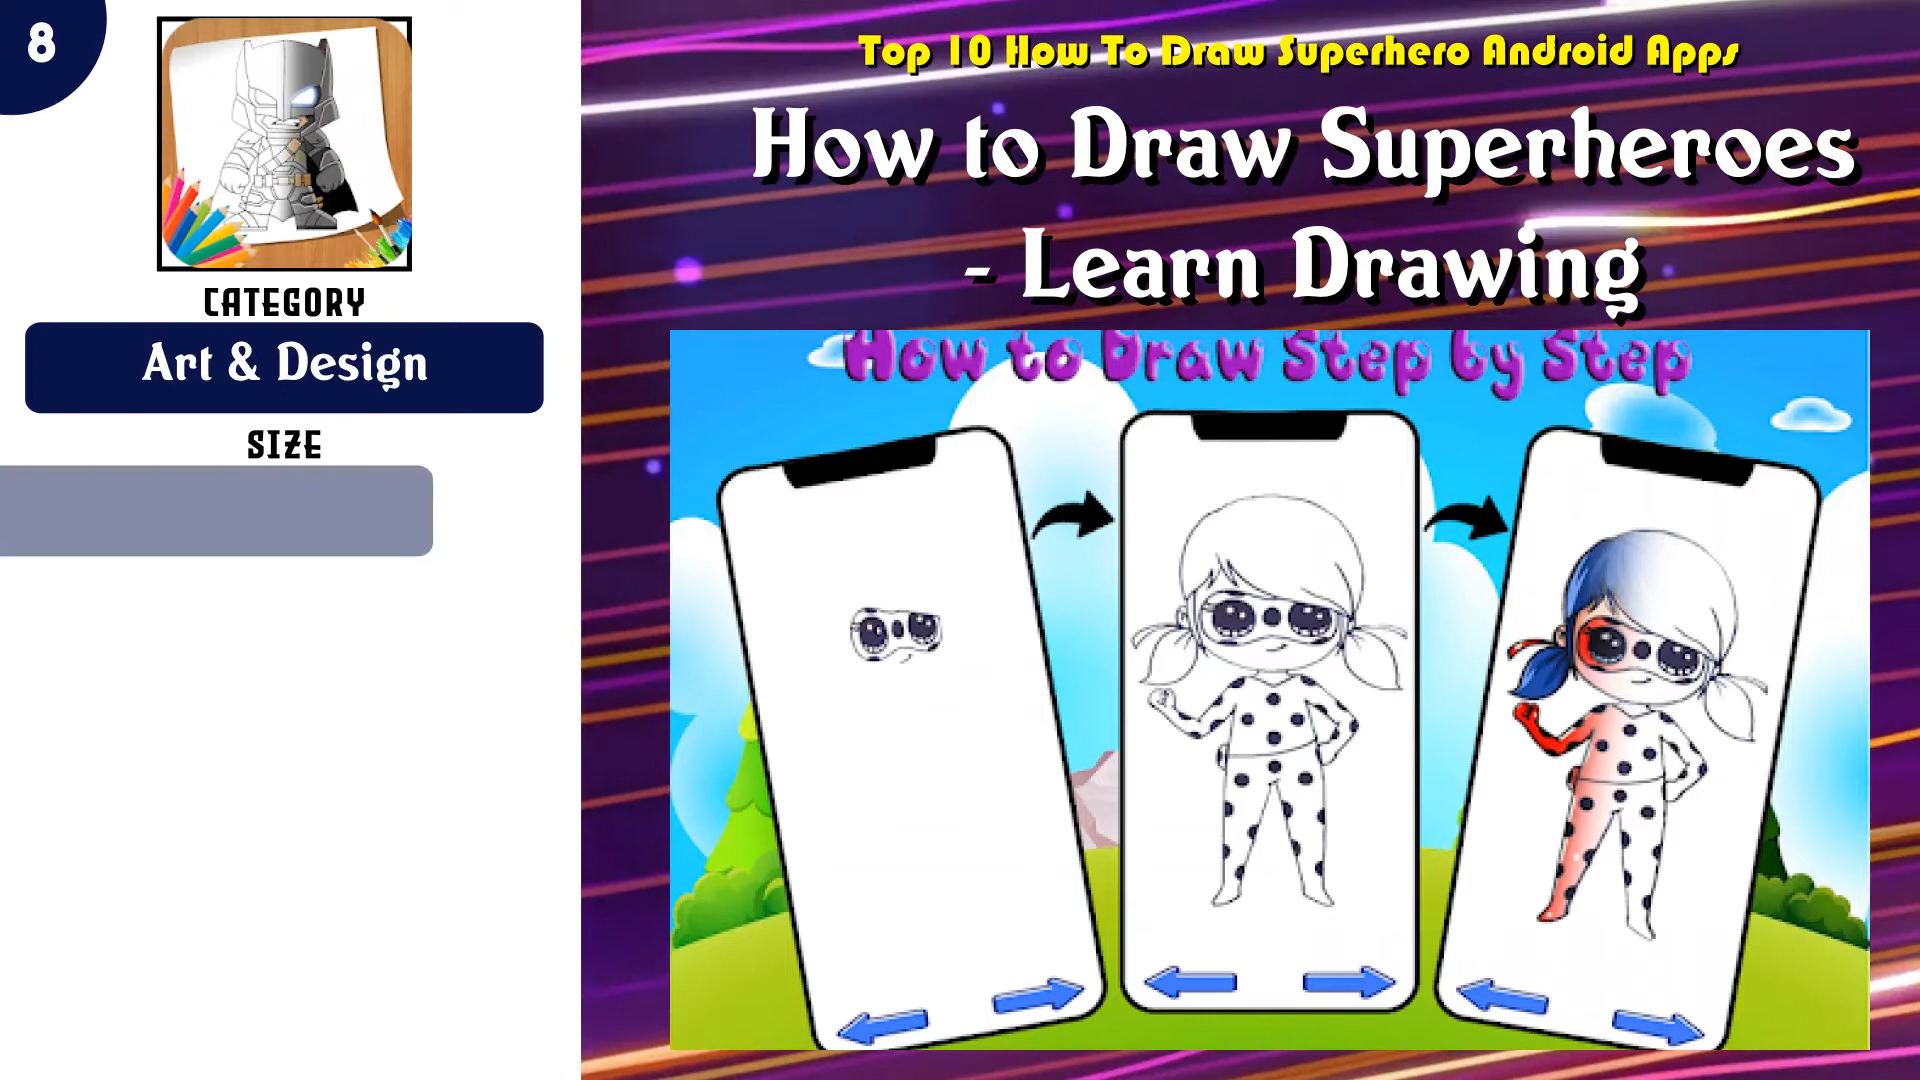 8
CATEGORY
Art & Design
SIZE
Top 10 How To Draw Superhero Android Apps
How to Draw Superheroes
- Learn Drawing
How to Draw Step by Step